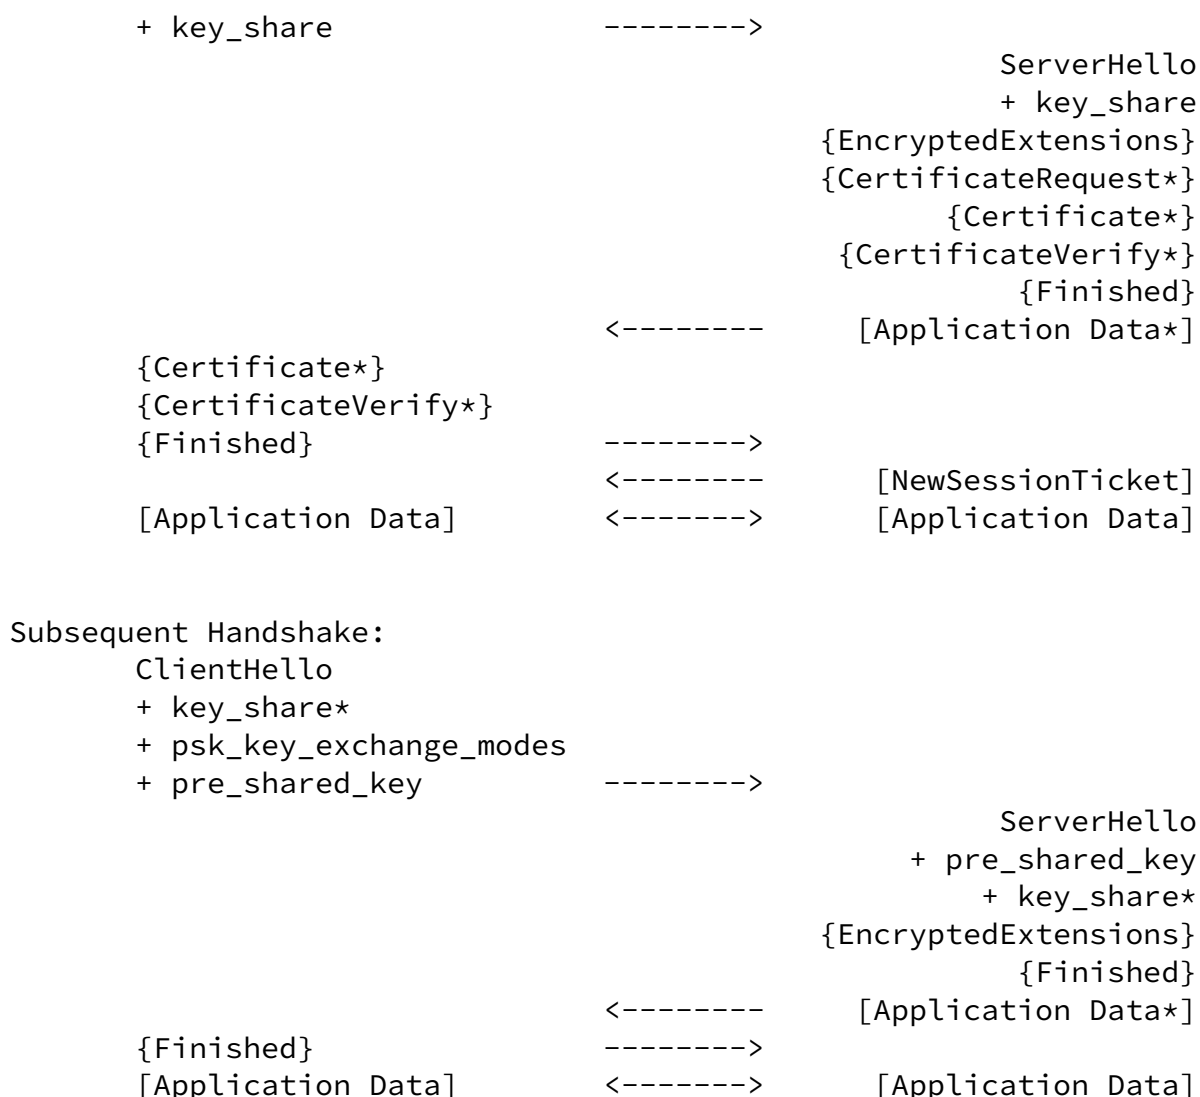 + key_share              -------->
ServerHello
+ key_share
{EncryptedExtensions}
{CertificateRequest*}
{Certificate*}
{CertificateVerify*}
{Finished}
<--------     [Application Data*]
{Certificate*}
{CertificateVerify*}
{Finished}               -------->
<--------      [NewSessionTicket]
[Application Data]       <------->      [Application Data]
Subsequent Handshake:
ClientHello
+ key_share*
+ psk_key_exchange_modes
+ pre_shared_key         -------->
ServerHello
+ pre_shared_key
+ key_share*
{EncryptedExtensions}
{Finished}
<--------     [Application Data*]
{Finished}               -------->
[Application Data]       <------->      [Application Data]